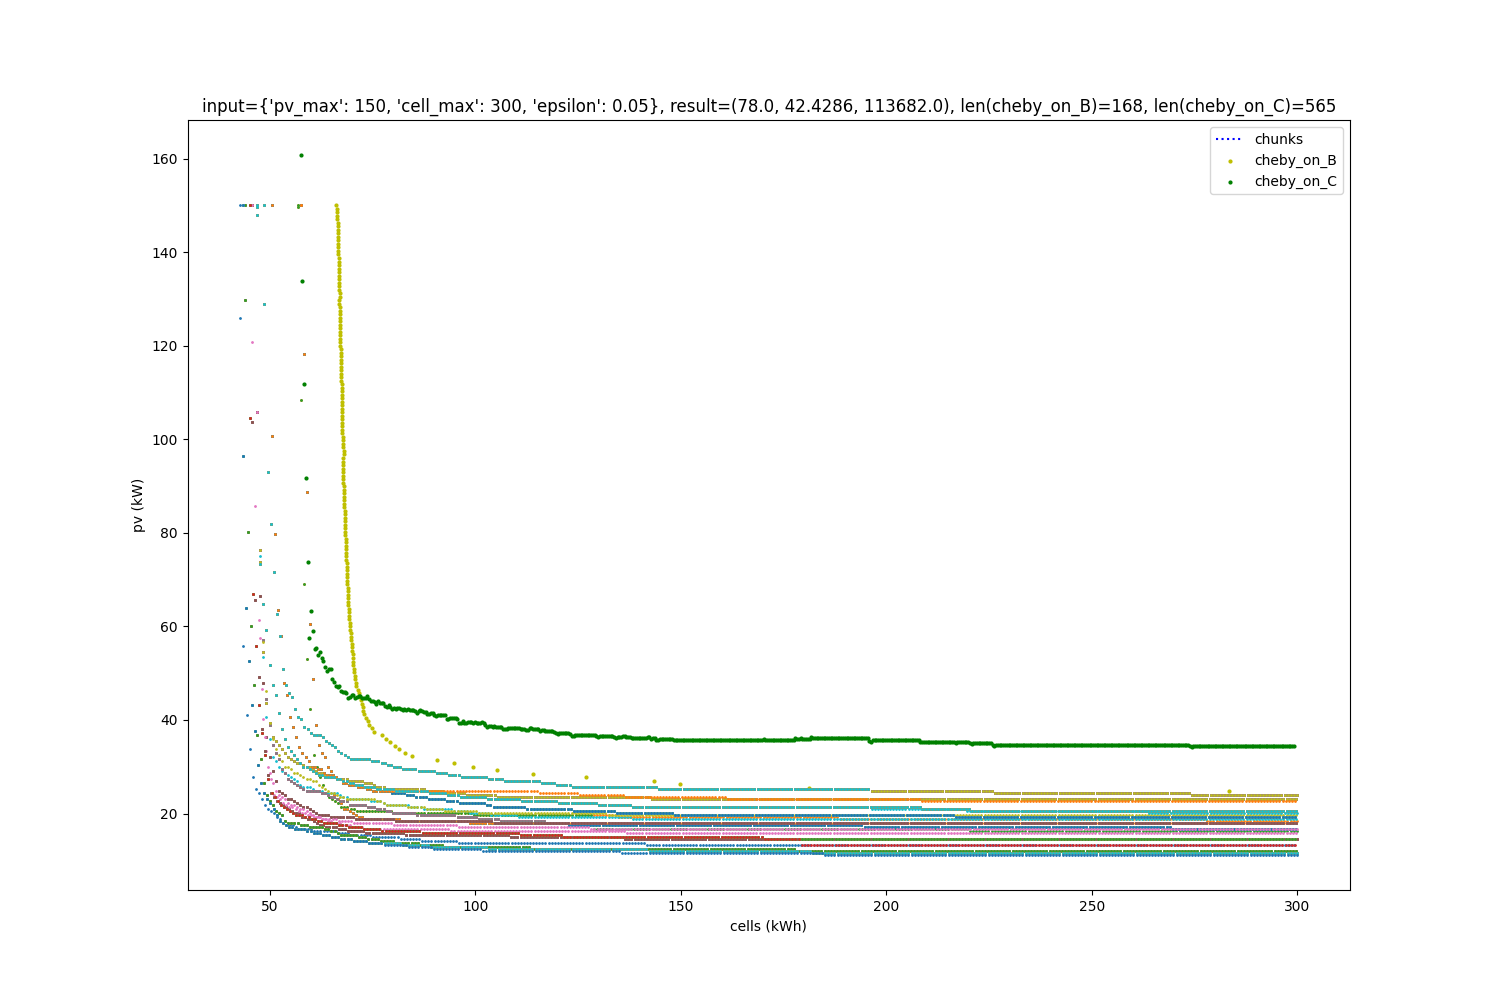 input={'pv_max': 150, 'cell_max': 300, 'epsilon': 0.05}, result=(78.0, 42.4286, 113682.0), len(cheby_on_B)=168, len(cheby_on_C)=565
chunks
cheby_on_B
cheby_on_C
160
140
120
100
80
60
40
20
pv (kW)
50 100 150 200 250 300
cells (kWh)